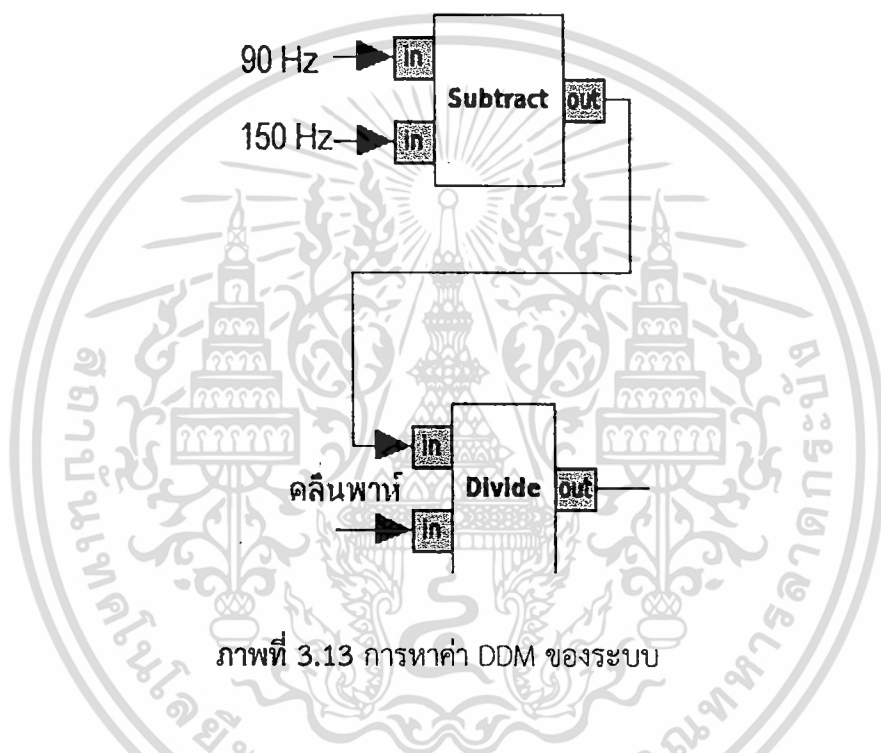 90 Hz
in
Subtract
out
150 Hz
in
in
คลื่นพาห์
Divide
out
in
ภาพที่ 3.13 การหาค่า DDM ของระบบ